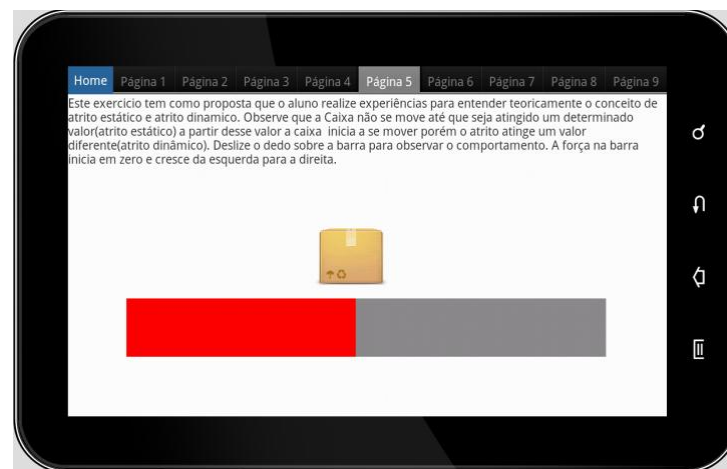 Home Página 1 Página 2 Página 3 Página 4 Página 5 Página 6 Página 7 Página 8 Página 9
Este exercicio tem como proposta que o aluno realize experiências para entender teoricamente o conceito de
atrito estático e atrito dinamico. Observe que a Caixa não se move até que seja atingido um determinado
valor(atrito estático) a partir desse valor a caixa inicia a se mover porém o atrito atinge um valor
diferente(atrito dinâmico). Deslize o dedo sobre a barra para observar o comportamento. A força na barra
inicia em zero e cresce da esquerda para a direita.